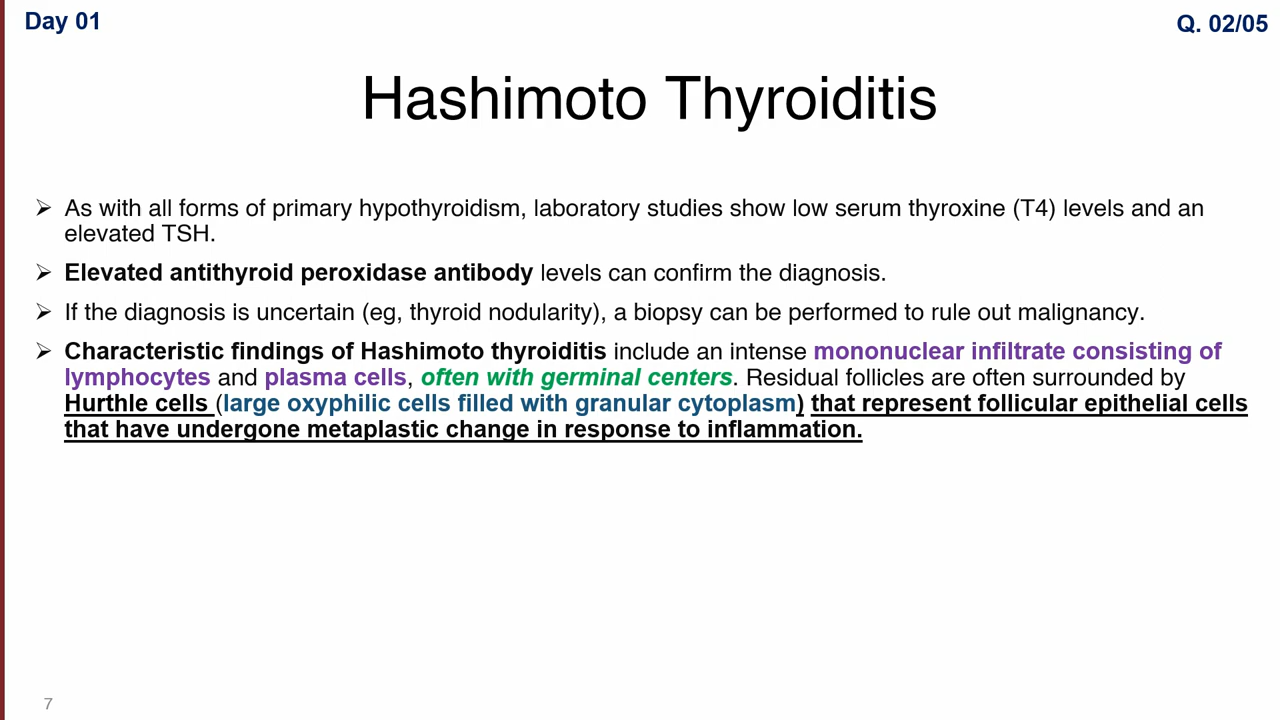 Day 01
Q. 02/05
Hashimoto Thyroiditis
➢ As with all forms of primary hypothyroidism, laboratory studies show low serum thyroxine (T4) levels and an
elevated TSH.
➢ Elevated antithyroid peroxidase antibody levels can confirm the diagnosis.
➢ If the diagnosis is uncertain (eg, thyroid nodularity), a biopsy can be performed to rule out malignancy.
➢ Characteristic findings of Hashimoto thyroiditis include an intense mononuclear infiltrate consisting of
lymphocytes and plasma cells, often with germinal centers. Residual follicles are often surrounded by
Hurthle cells (large oxyphilic cells filled with granular cytoplasm) that represent follicular epithelial cells
that have undergone metaplastic change in response to inflammation.
7